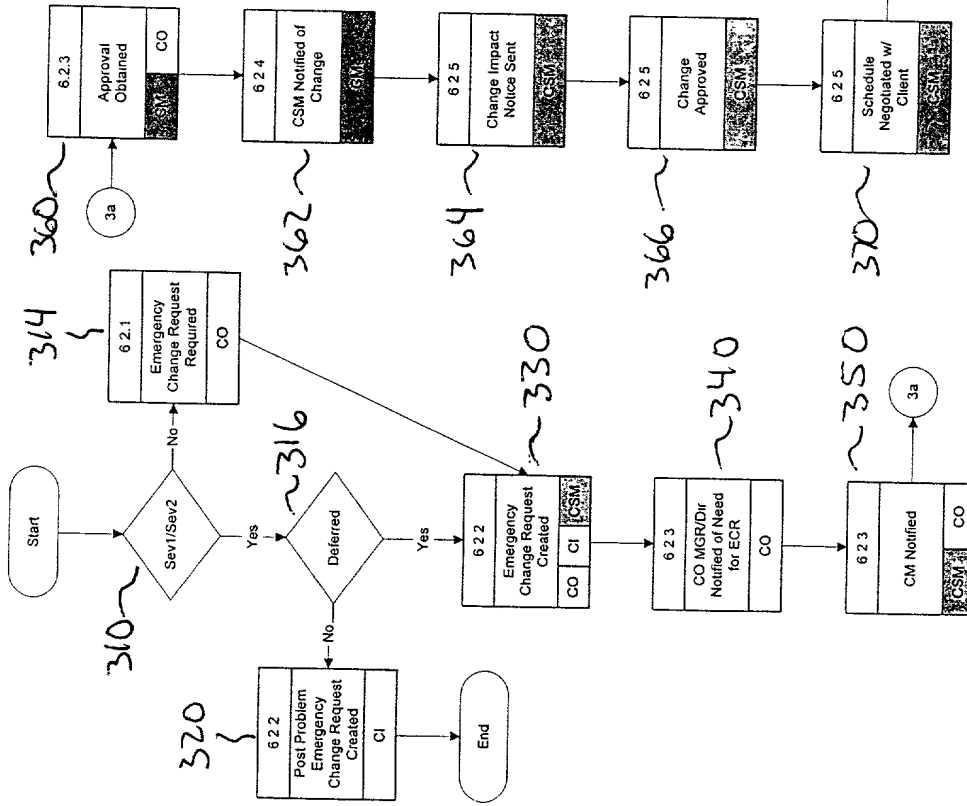 Start
310
Sev1/Sev2
No
314
6 2.1
Emergency
Change Request
Required
CO
Yes
316
Deferred
No
320
6 2 2
Post Problem
Emergency
Change Request
Created
CI
End
Yes
330
6 2 2
Emergency
Change Request
Created
CO
CI
CSM
340
6 2 3
CO MGR/Dir
Notified of Need
for ECR
CO
350
6 2 3
CM Notified
CSM
CO
3a
3a
360
6.2.3
Approval
Obtained
CO
362
6 2 4
CSM Notified of
Change
364
6 2 5
Change Impact
Notice Sent
CSM
366
6 2 5
Change
Approved
CSM
370
6 2 5
Schedule
Negotiated w/
Client
CSM